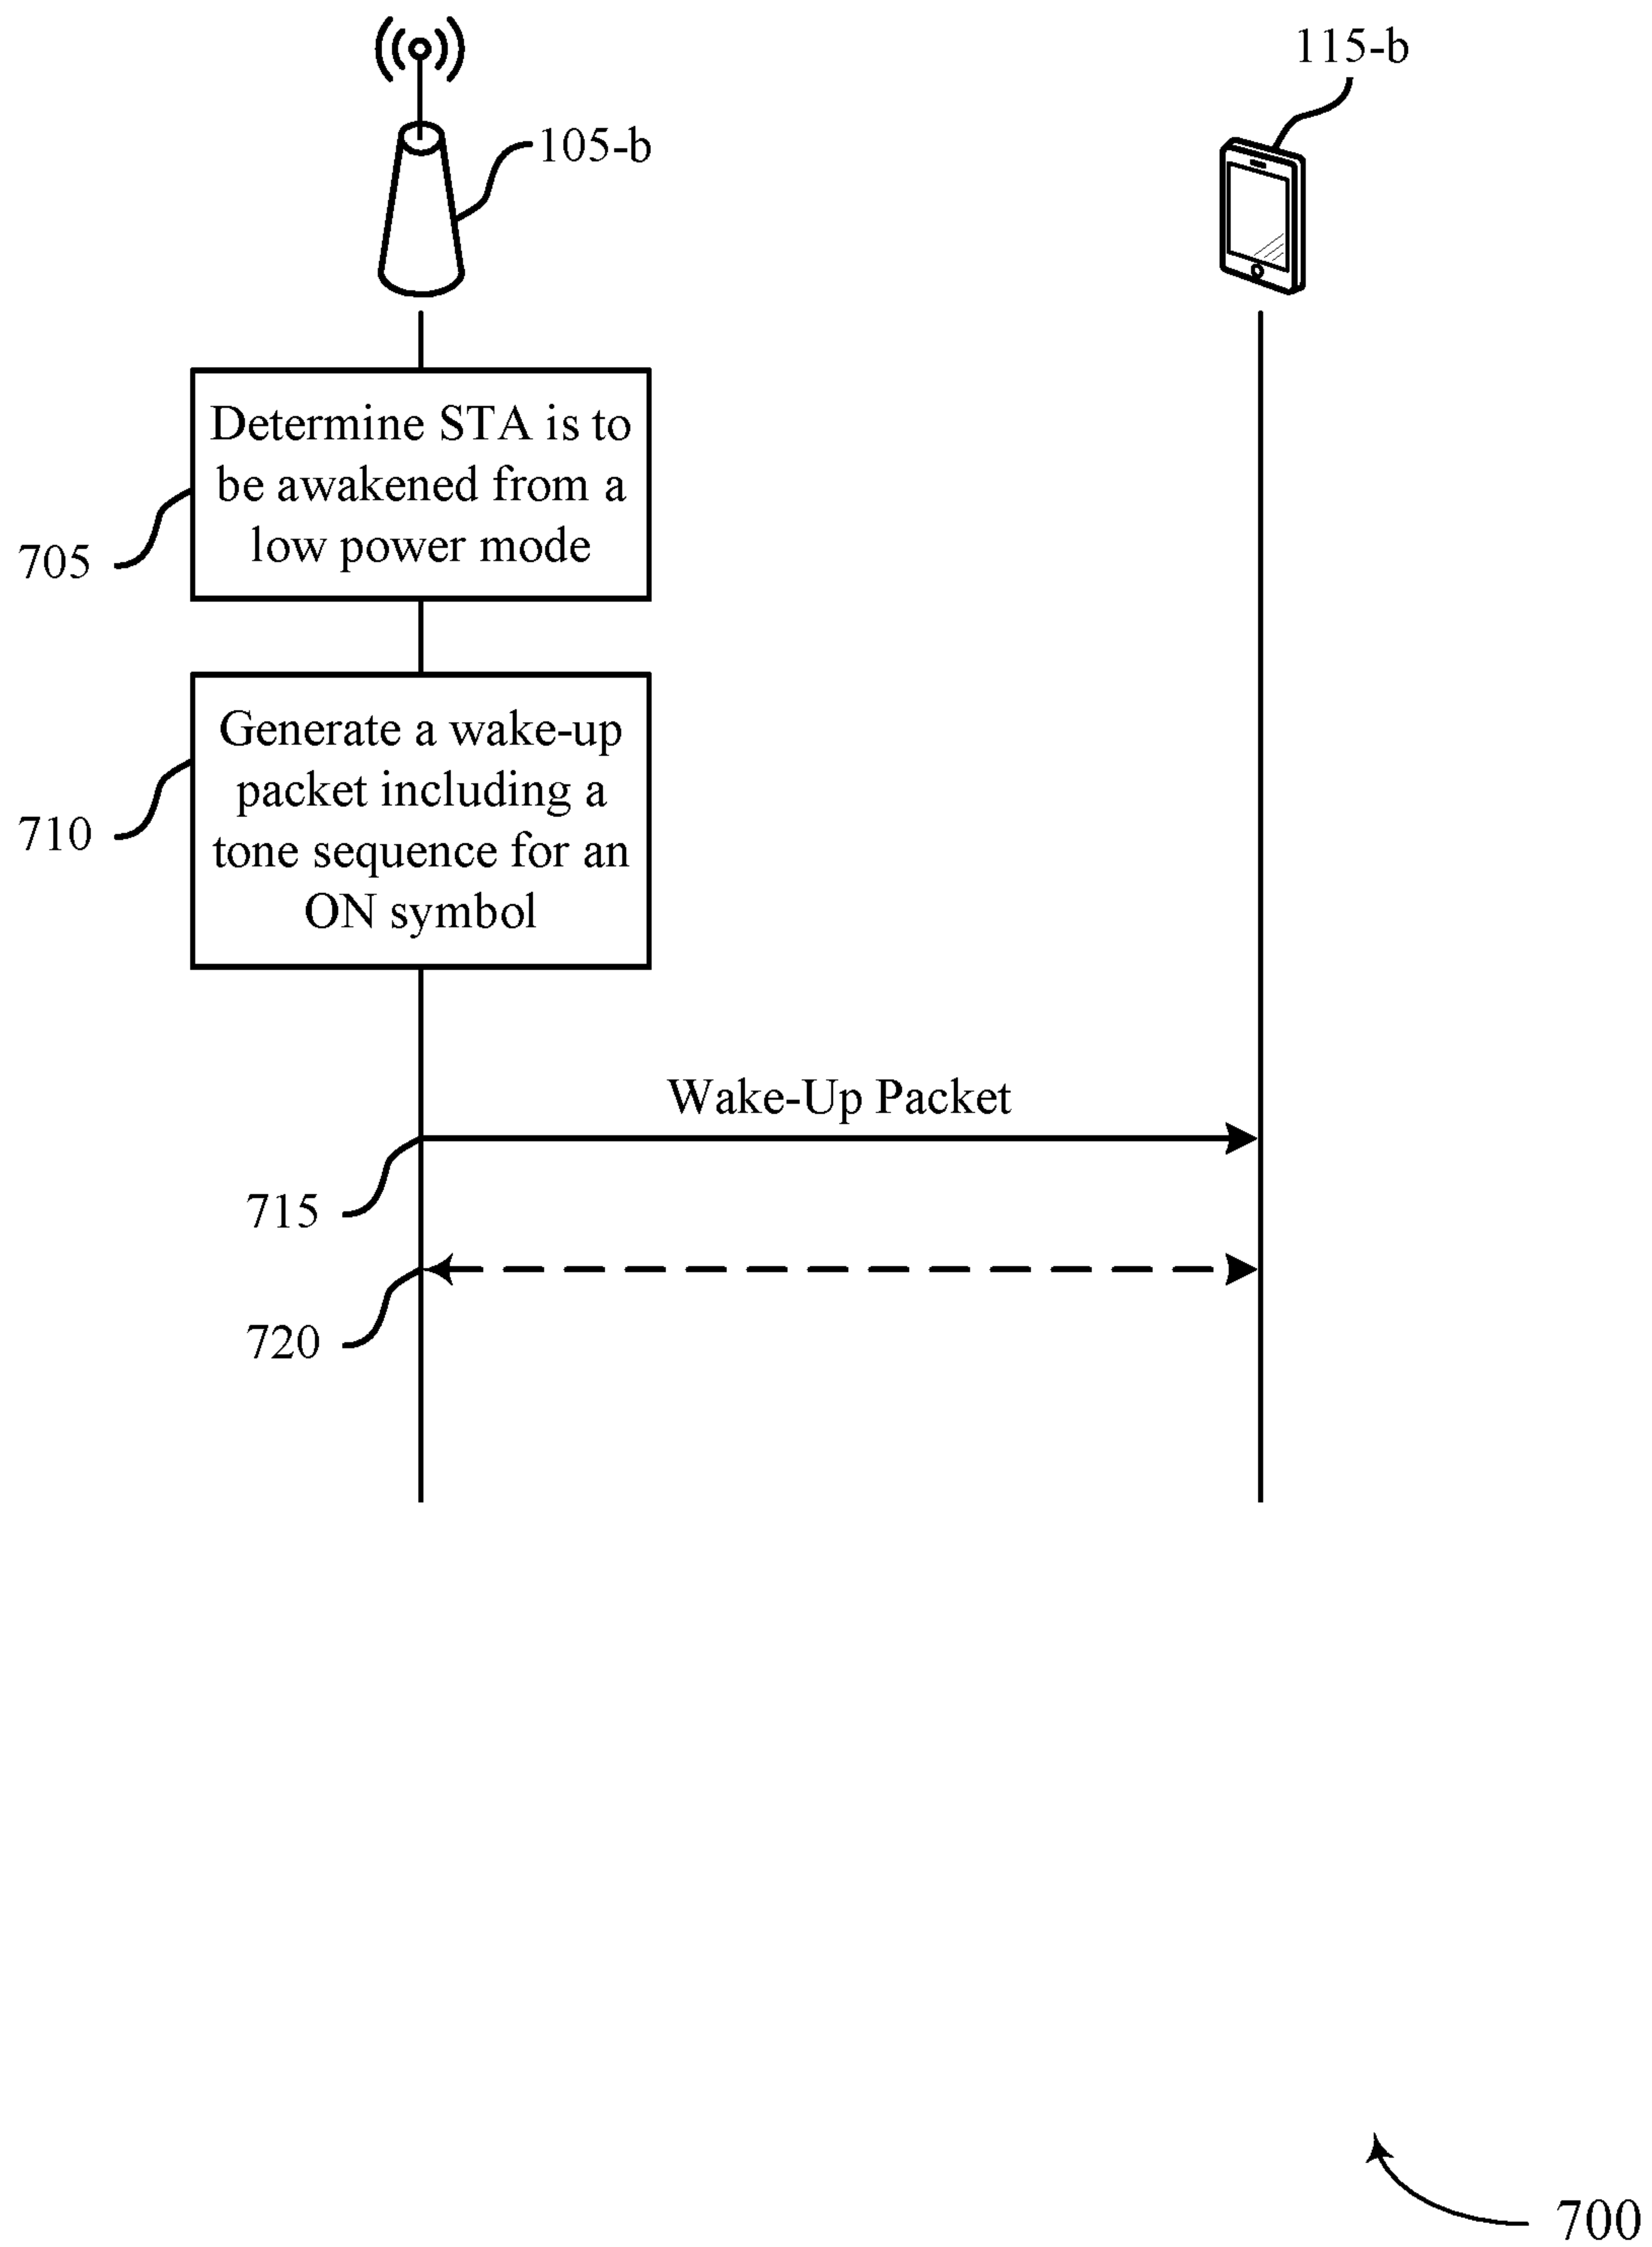 115-b
105-b
Determine STA is to
be awakened from a
low power mode
705
Generate a wake-up
packet including a
tone sequence for an
ON symbol
710
Wake-Up Packet
715
720
700